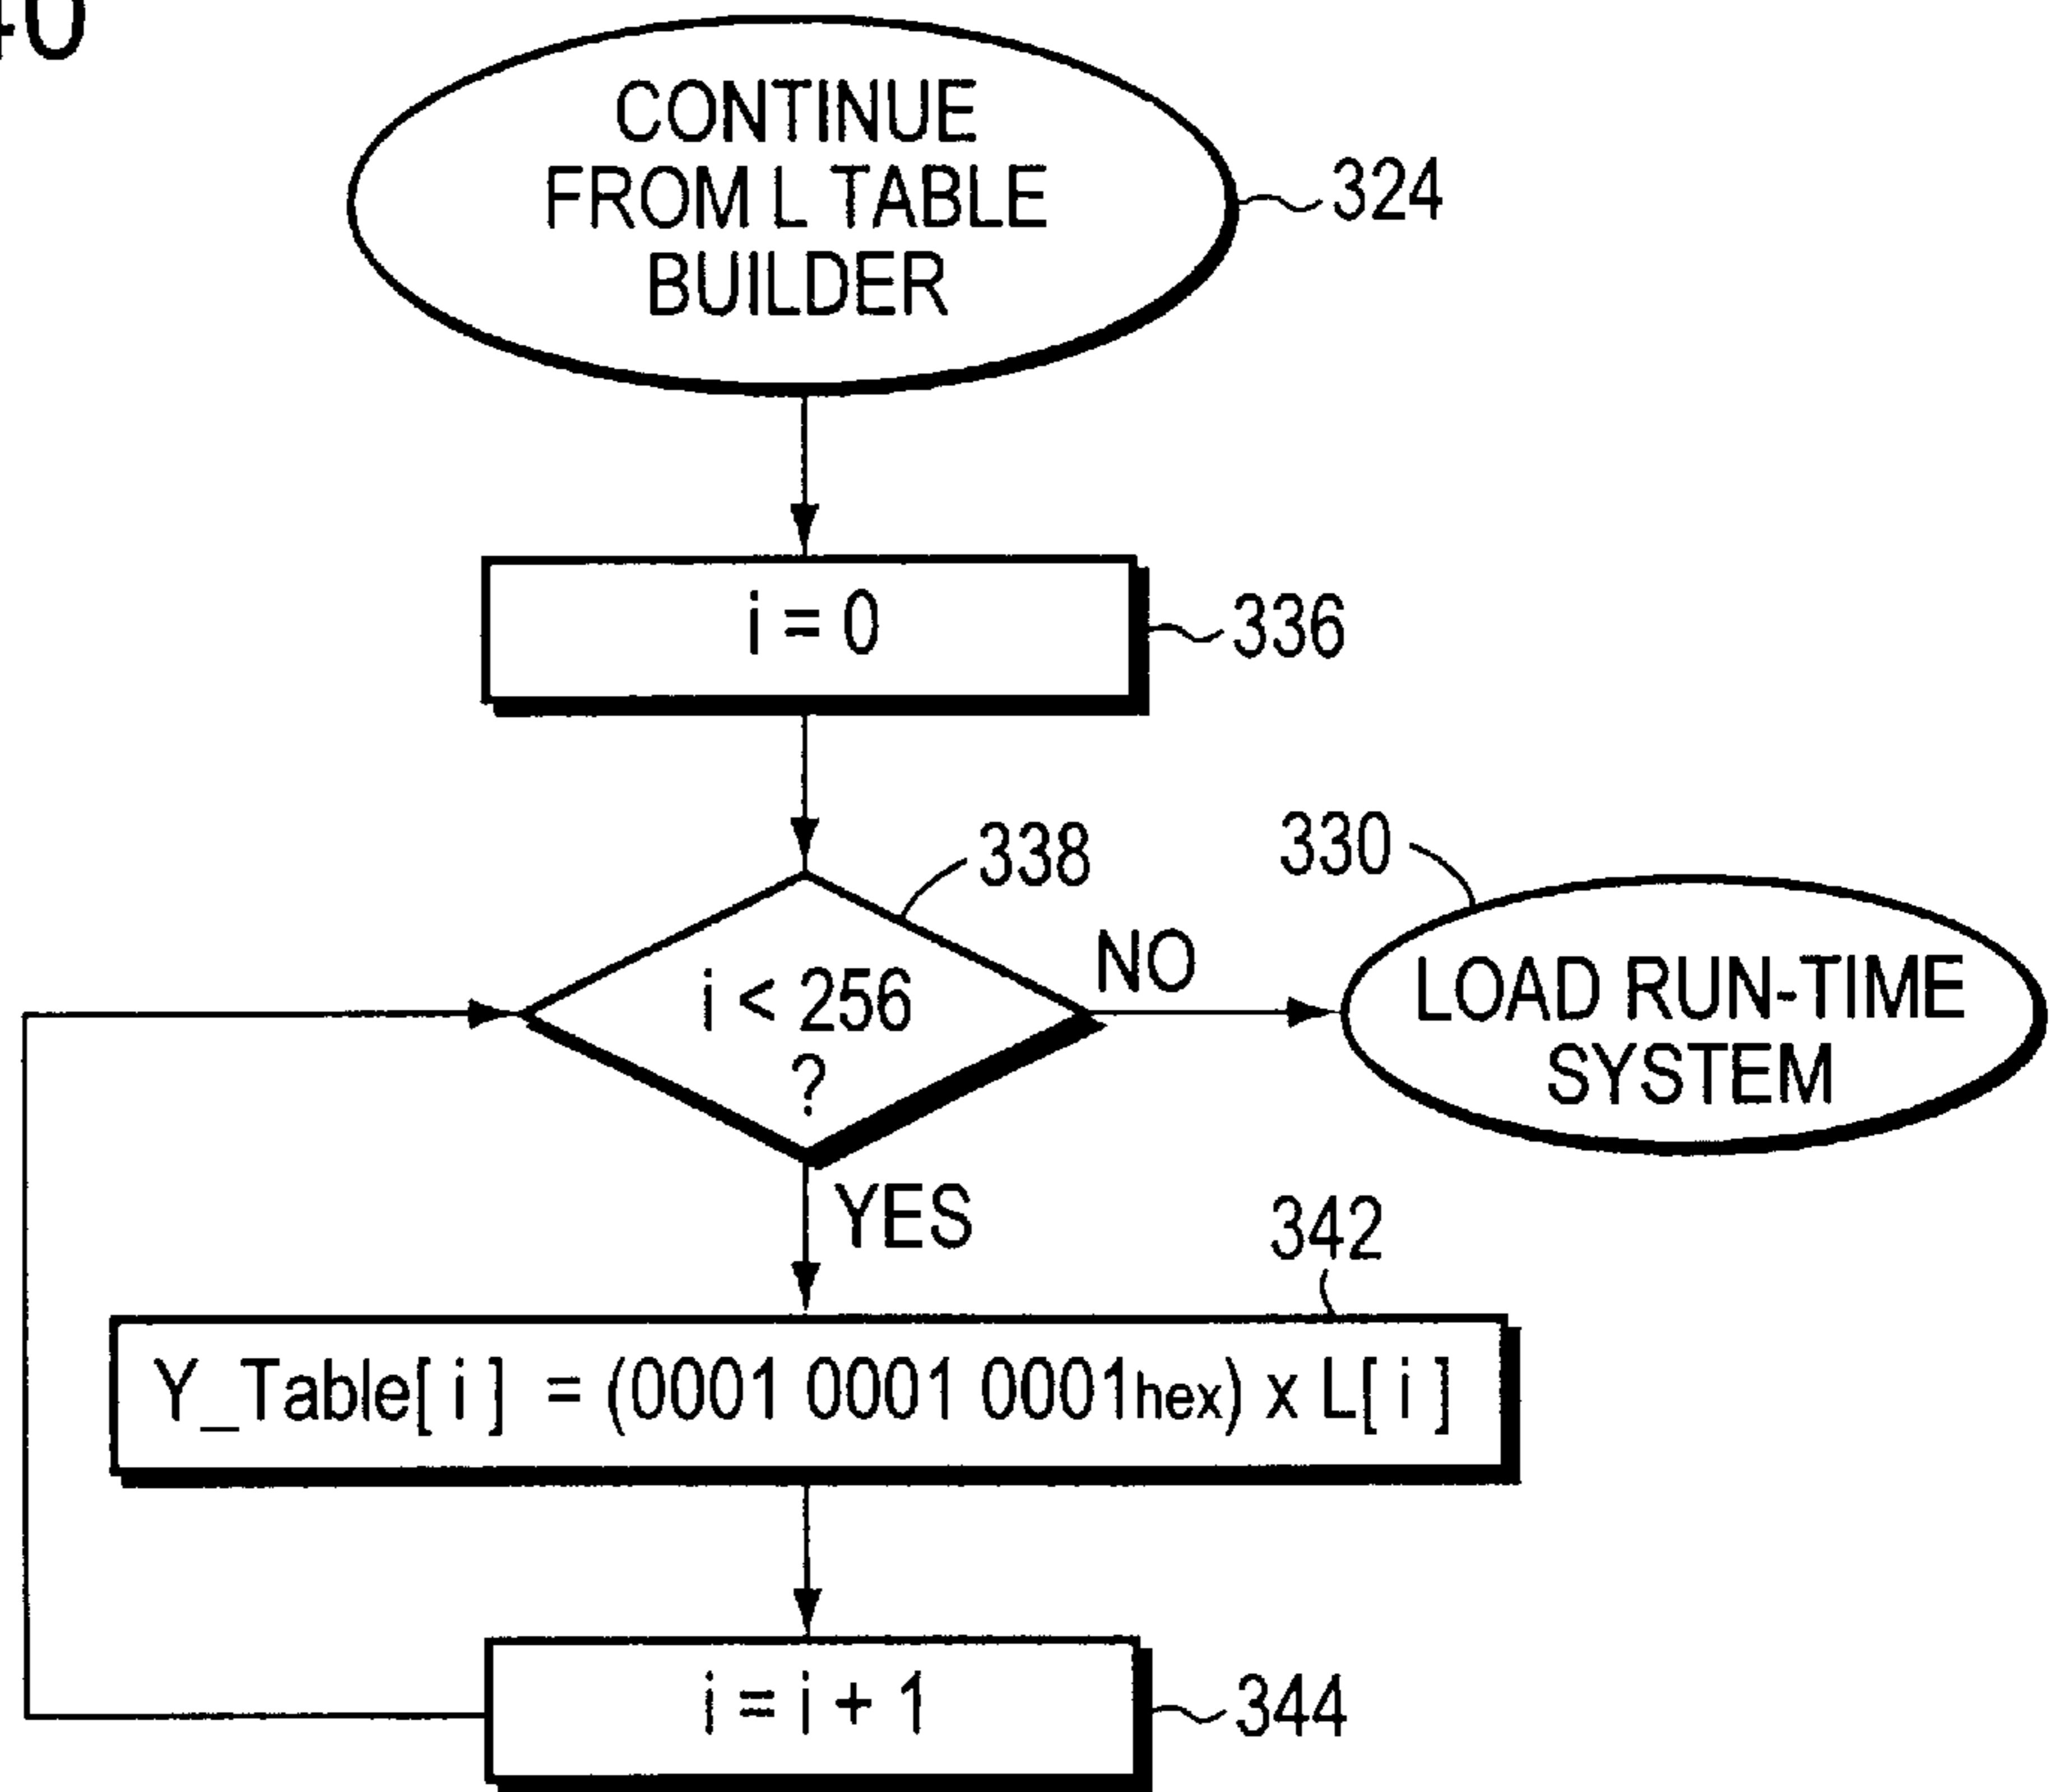 CONTINUE
FROM L TABLE
BUILDER
324
i = 0
336
338
330
i < 256
?
NO
LOAD RUN-TIME
SYSTEM
YES
342
Y_Table[ i ] = (0001 0001 0001hex) x L[ i ]
i = i + 1
344